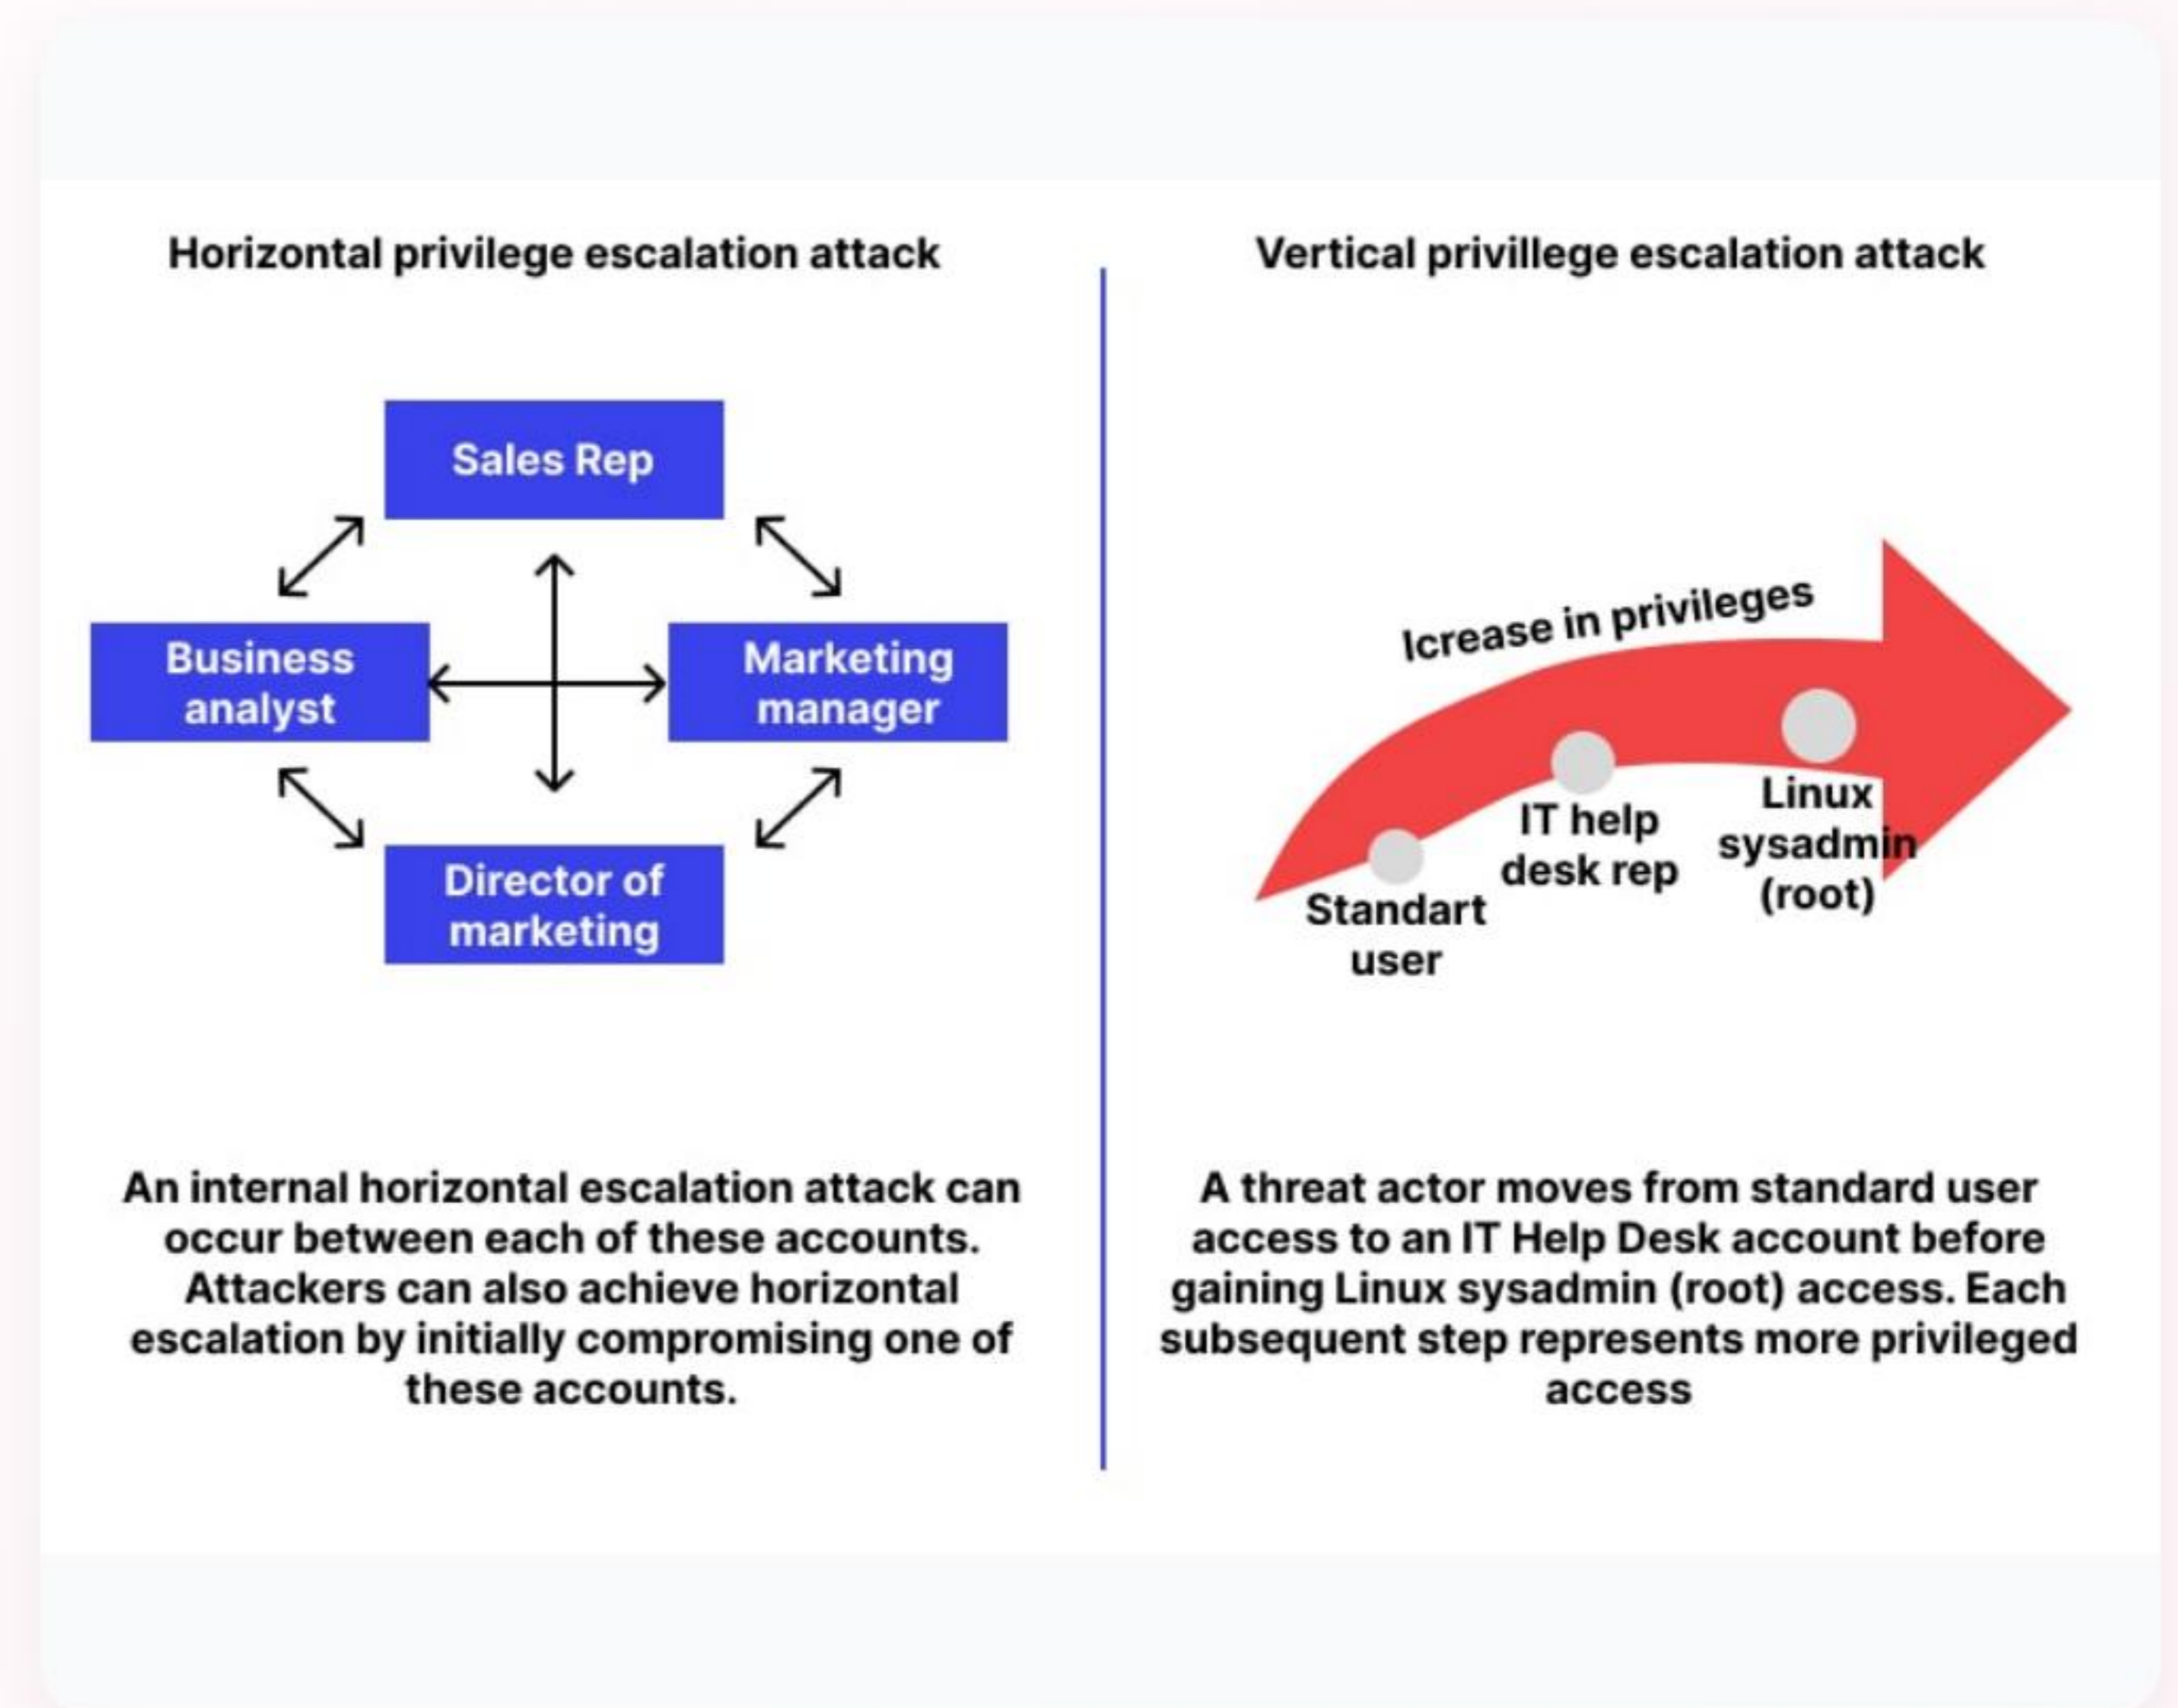 Horizontal privilege escalation attack
Sales Rep
Business
analyst
Marketing
manager
Director of
marketing
An internal horizontal escalation attack can
occur between each of these accounts.
Attackers can also achieve horizontal
escalation by initially compromising one of
these accounts.
Vertical privillege escalation attack
Icrease in privileges
Standart
user
IT help
desk rep
Linux
sysadmin
(root)
A threat actor moves from standard user
access to an IT Help Desk account before
gaining Linux sysadmin (root) access. Each
subsequent step represents more privileged
access